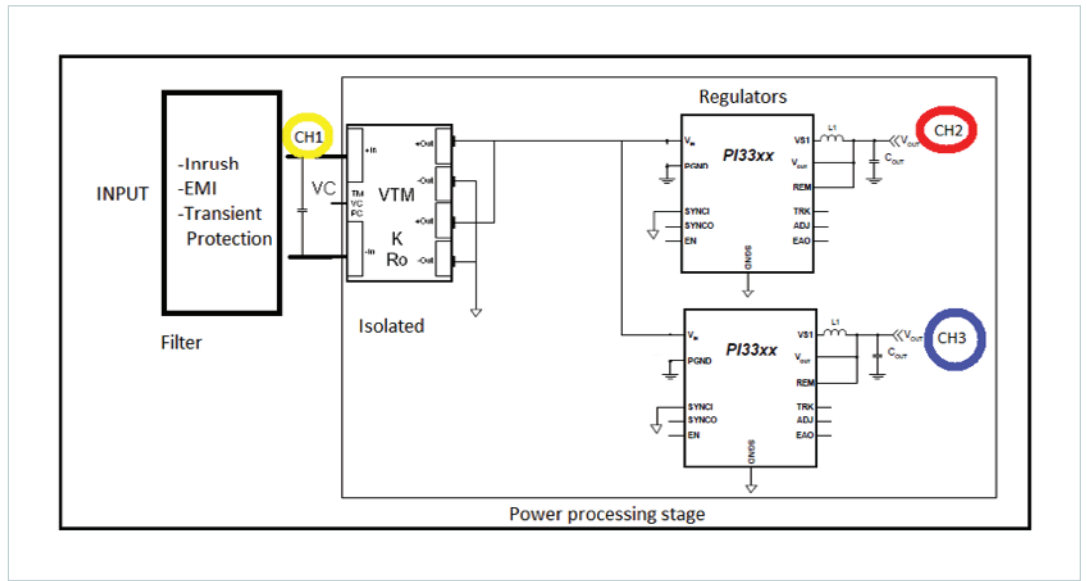 INPUT
-Inrush
-EMI
-Transient
Protection
Filter
CH1
VC
+In
TM
VC
PC
-In
VTM
K
Ro
+Out
-Out
+Out
-Out
Isolated
Regulators
PI33xx
VIN
PGND
SYNCI
SYNCO
EN
SGND
VS1
VOUT
REM
TRK
ADJ
EAO
L1
COUT
VOUT
CH2
PI33xx
VIN
PGND
SYNCI
SYNCO
EN
SGND
VS1
VOUT
REM
TRK
ADJ
EAO
L1
COUT
VOUT
CH3
Power processing stage